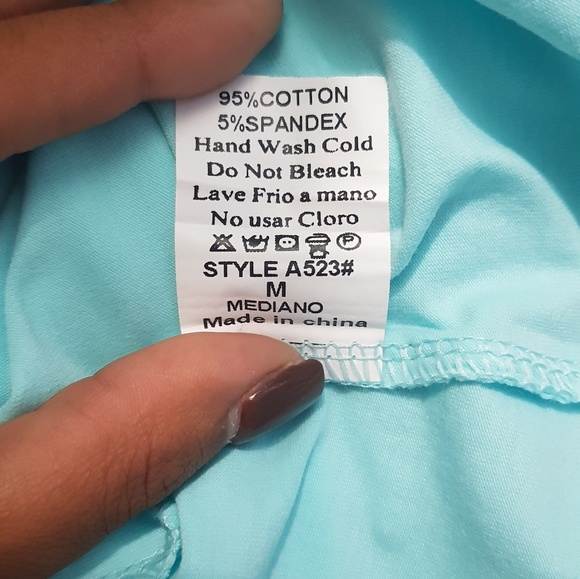 95%COTTON
5%SPANDEX
Hand Wash Cold
Do Not Bleach
Lave Frio a mano
No usar Cloro
STYLE A523#
M
MEDIANO
Made in china